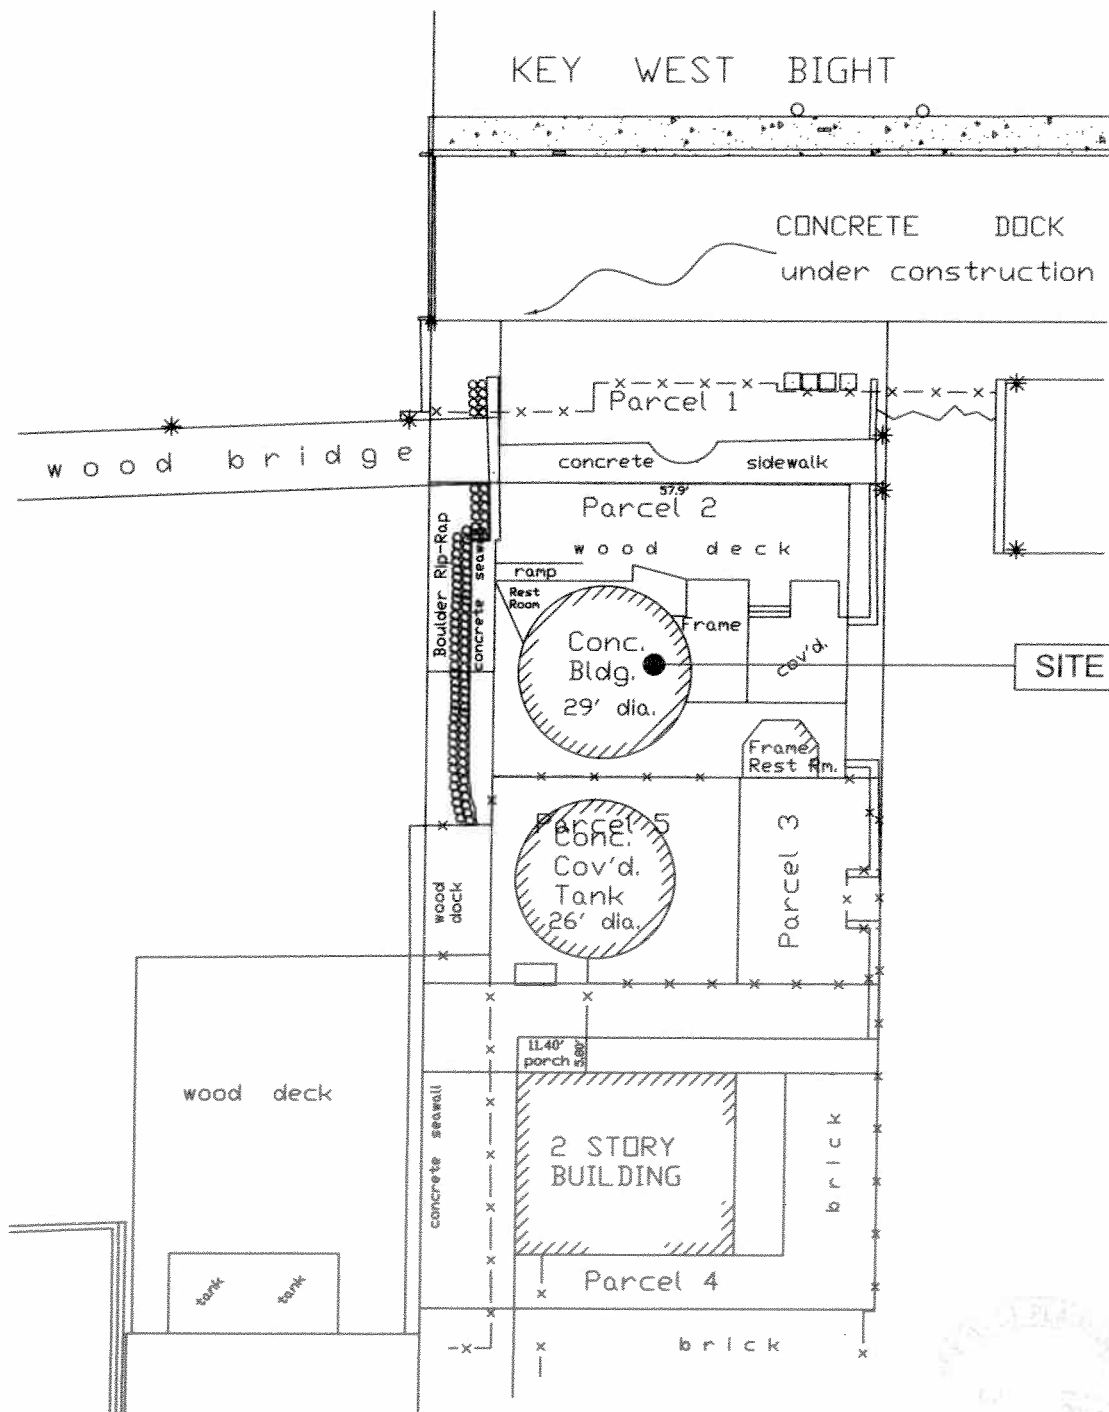 KEY WEST BIGHT
CONCRETE DOCK
under construction
Parcel 1
wood bridge
concrete sidewalk
57.9'
Parcel 2
wood deck
Boulder Rip-Rap
concrete seawall
ramp
Rest
Room
Frame
Conc.
Bldg.
29' dia.
cov'd.
SITE
Frame
Rest Rm.
Parcel 5
Conc.
Cov'd.
Tank
26' dia.
Parcel 3
wood
dock
11.40'
porch
5.80'
wood deck
concrete seawall
2 STORY
BUILDING
brick
tank
tank
Parcel 4
brick